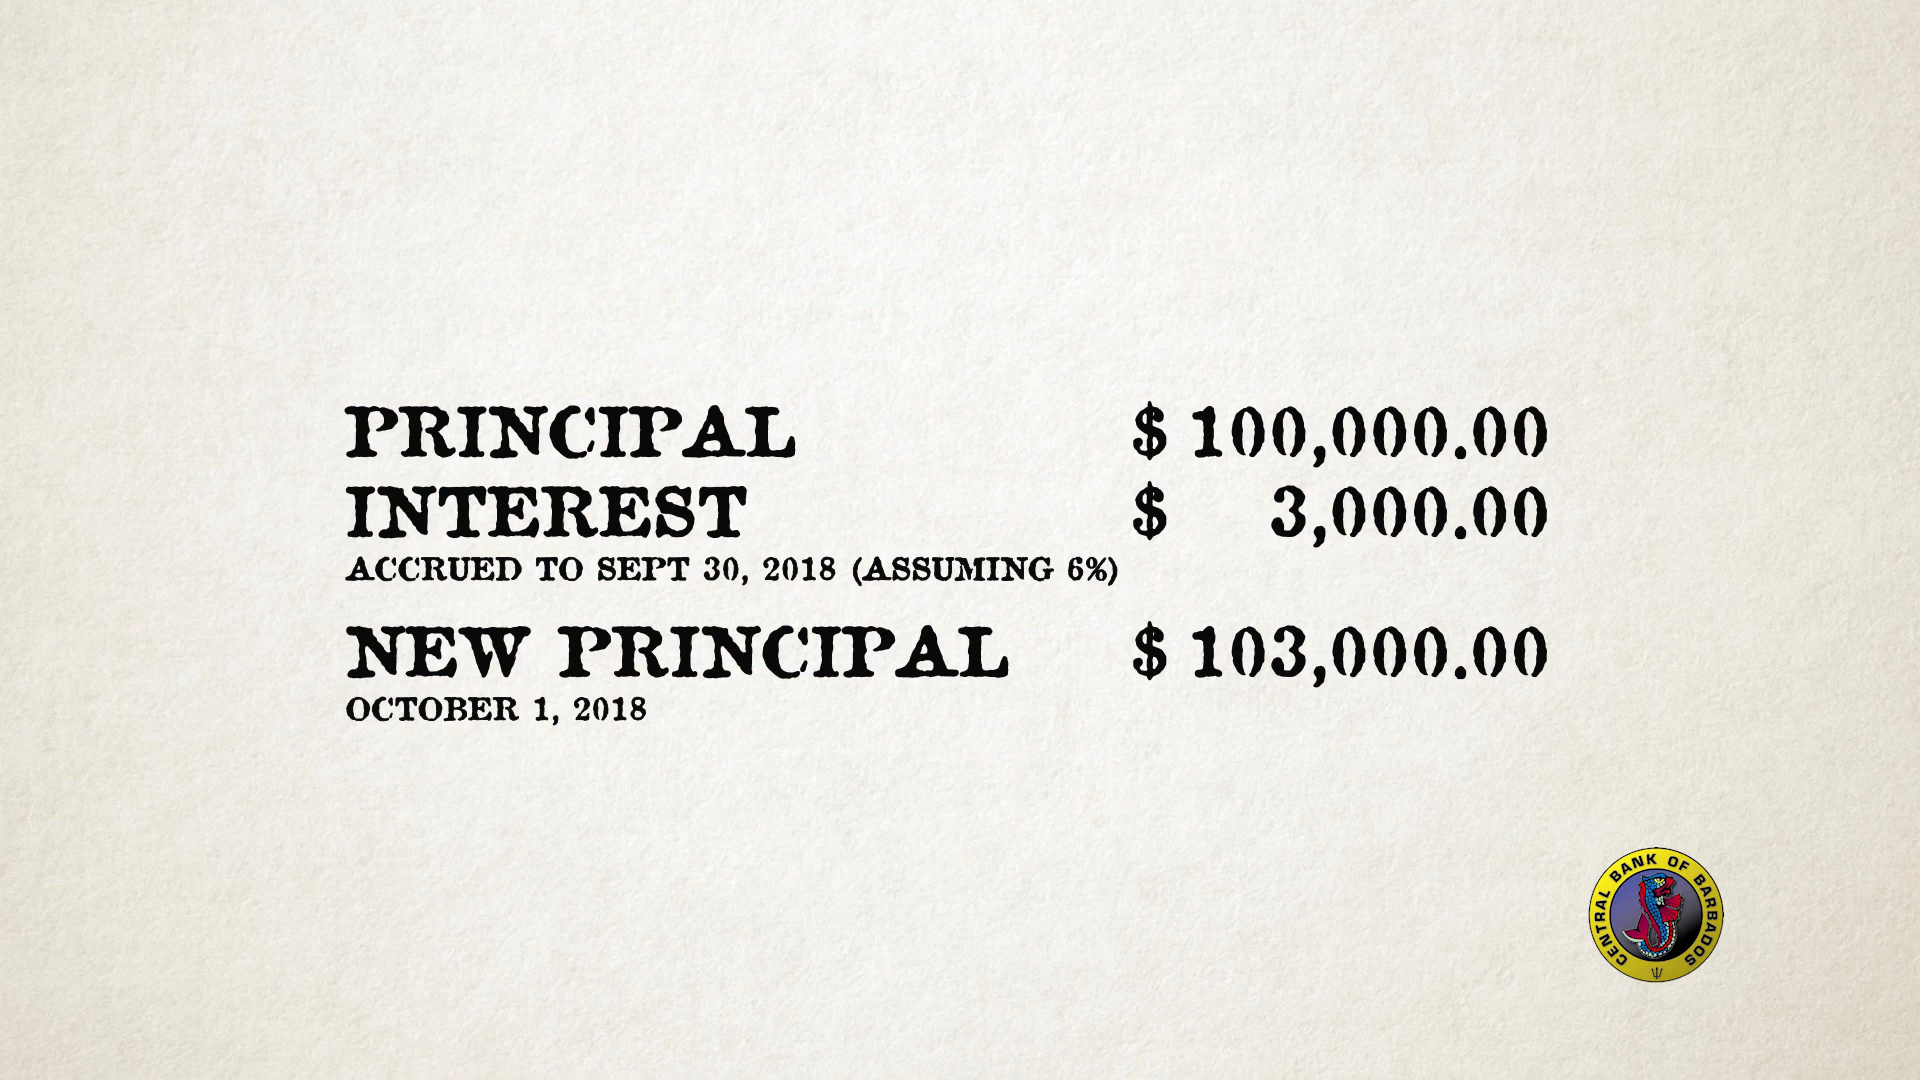 PRINCIPAL $ 100,000.00
INTEREST $ 3,000.00
ACCRUED TO SEPT 30, 2018 (ASSUMING 6%)
NEW PRINCIPAL $ 103,000.00
OCTOBER 1, 2018
CENTRAL BANK OF BARBADOS